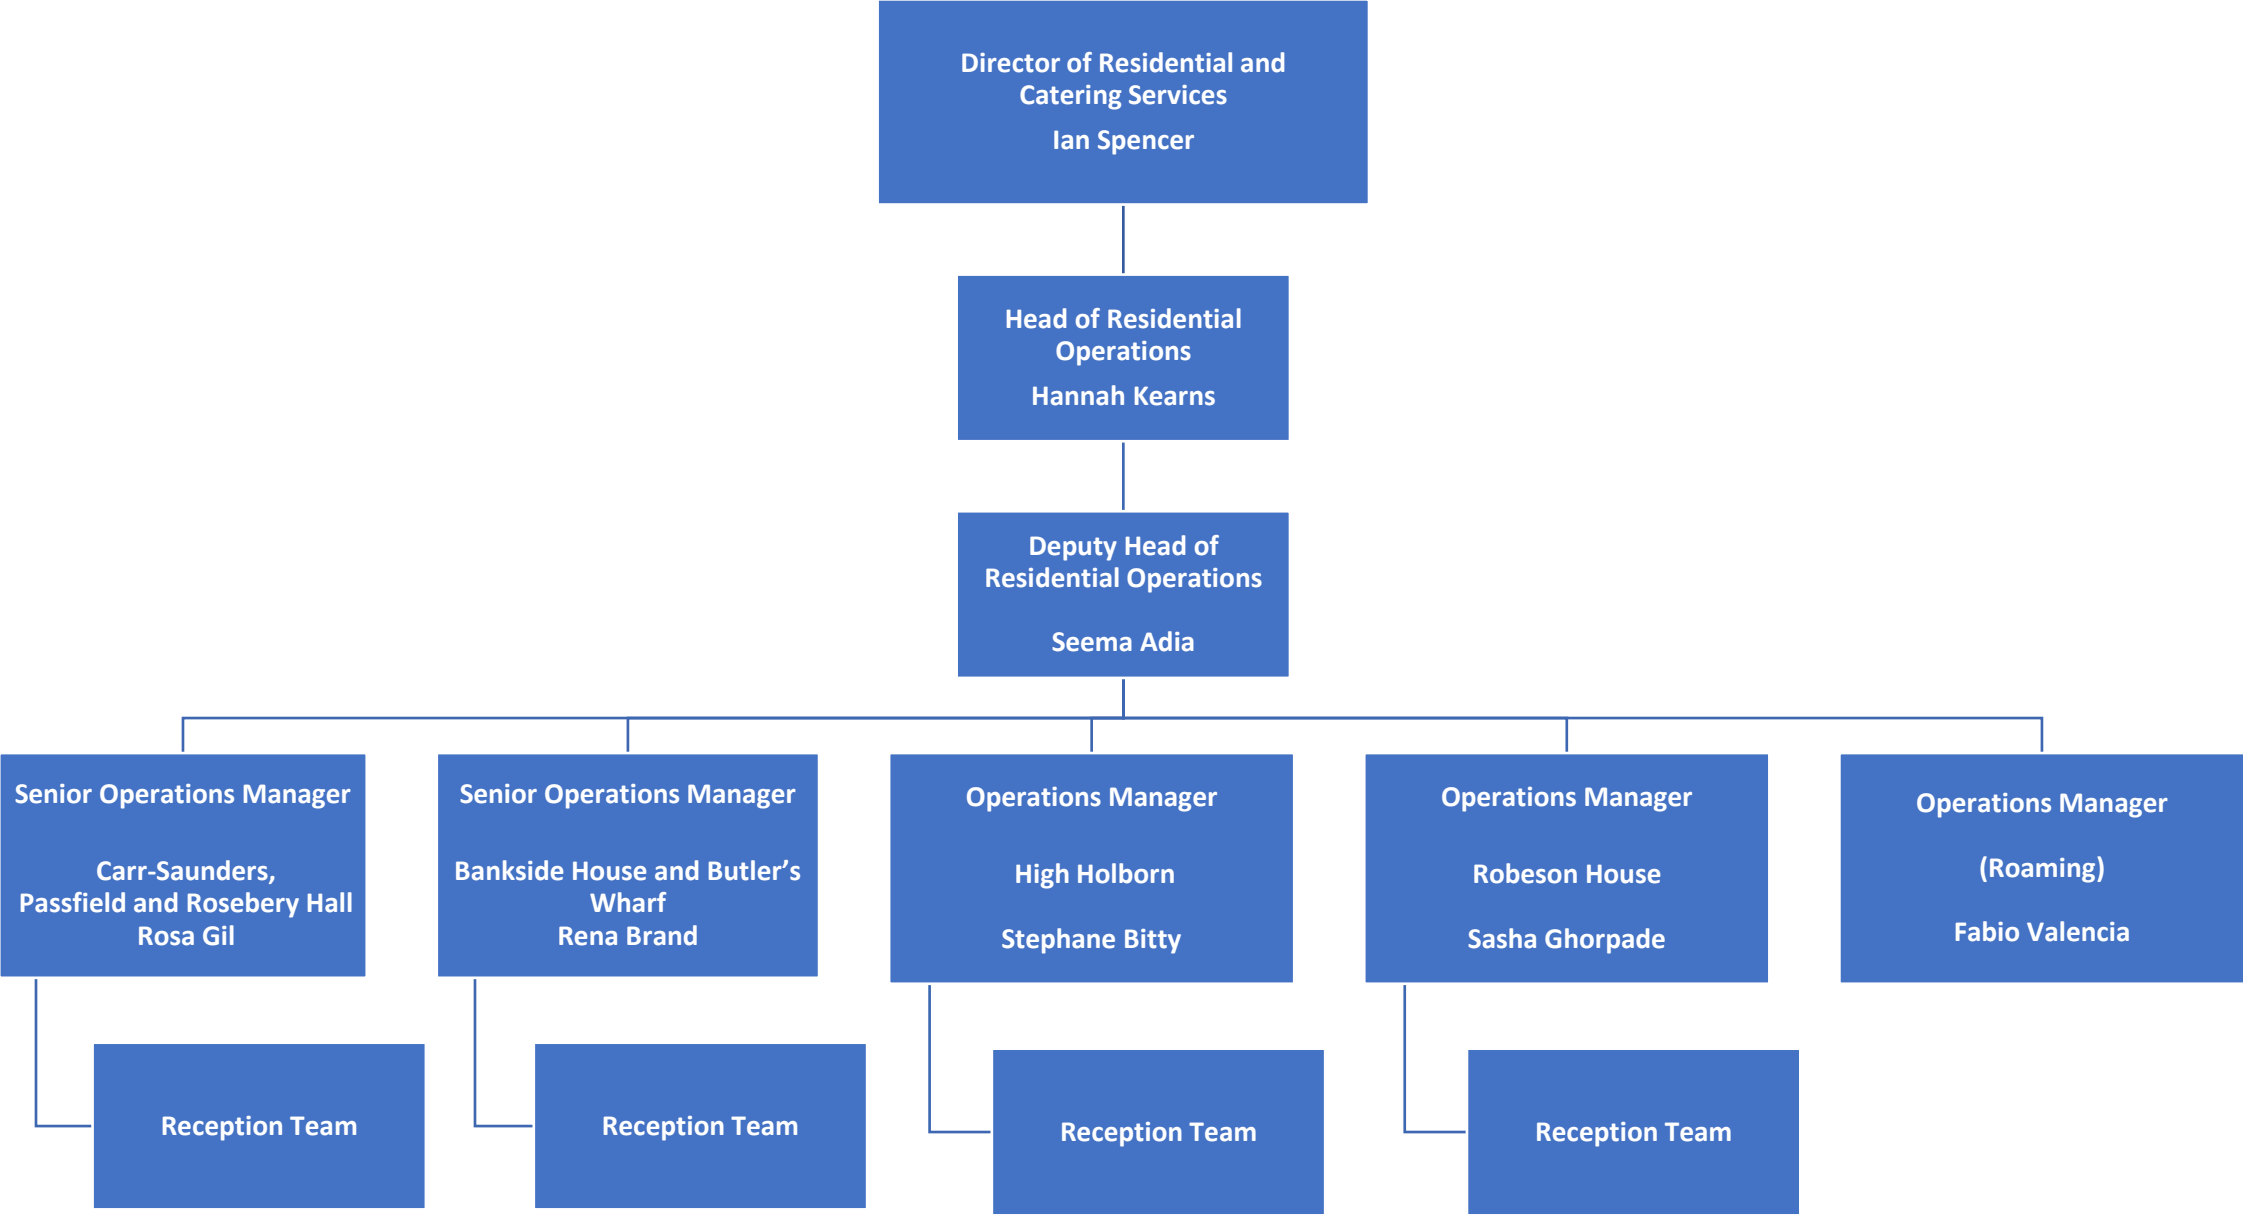 Director of Residential and
Catering Services
Ian Spencer
Head of Residential
Operations
Hannah Kearns
Deputy Head of
Residential Operations
Seema Adia
Senior Operations Manager
Carr-Saunders,
Passfield and Rosebery Hall
Rosa Gil
Senior Operations Manager
Bankside House and Butler’s
Wharf
Rena Brand
Operations Manager
High Holborn
Stephane Bitty
Operations Manager
Robeson House
Sasha Ghorpade
Operations Manager
(Roaming)
Fabio Valencia
Reception Team
Reception Team
Reception Team
Reception Team